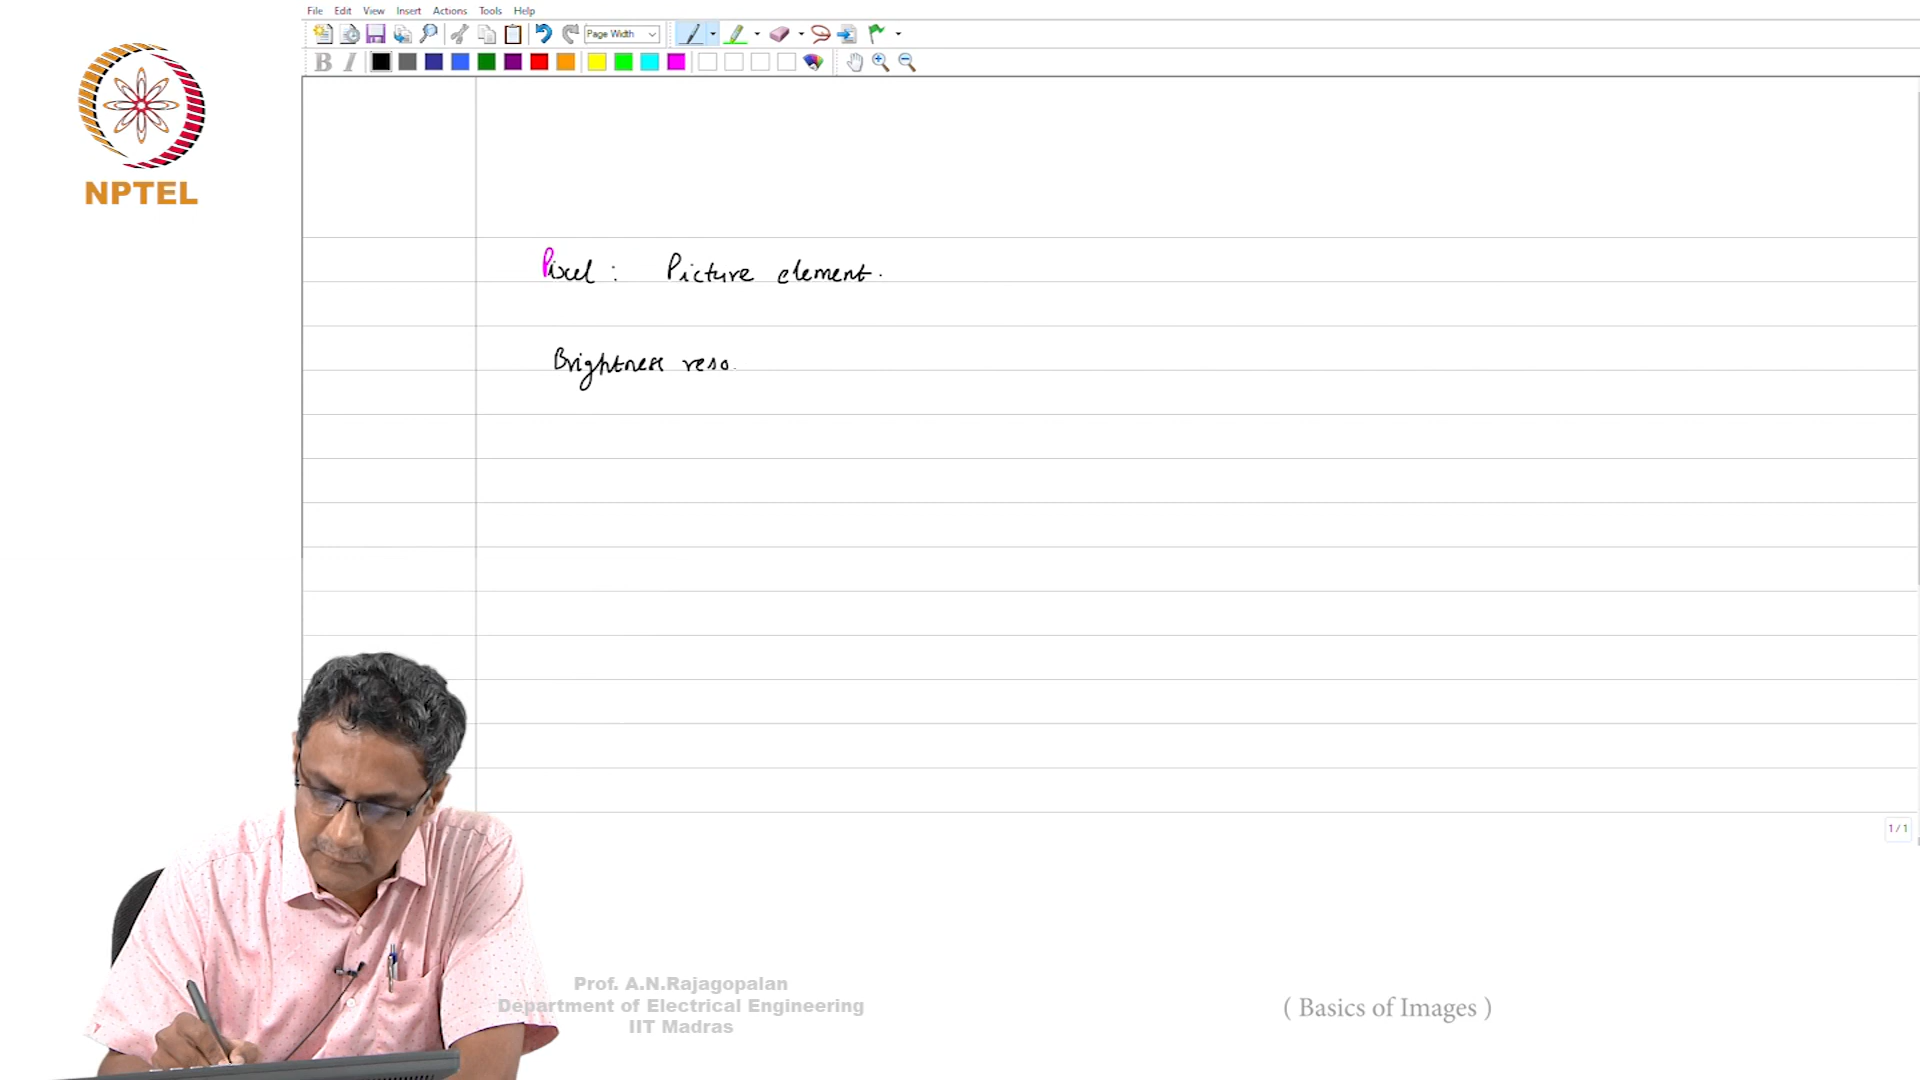 File Edit View Insert Actions Tools Help
Page Width
B I
NPTEL
Pixel : Picture element.
Brightness reso
1 / 1
Prof. A.N.Rajagopalan
Department of Electrical Engineering
IIT Madras
( Basics of Images )